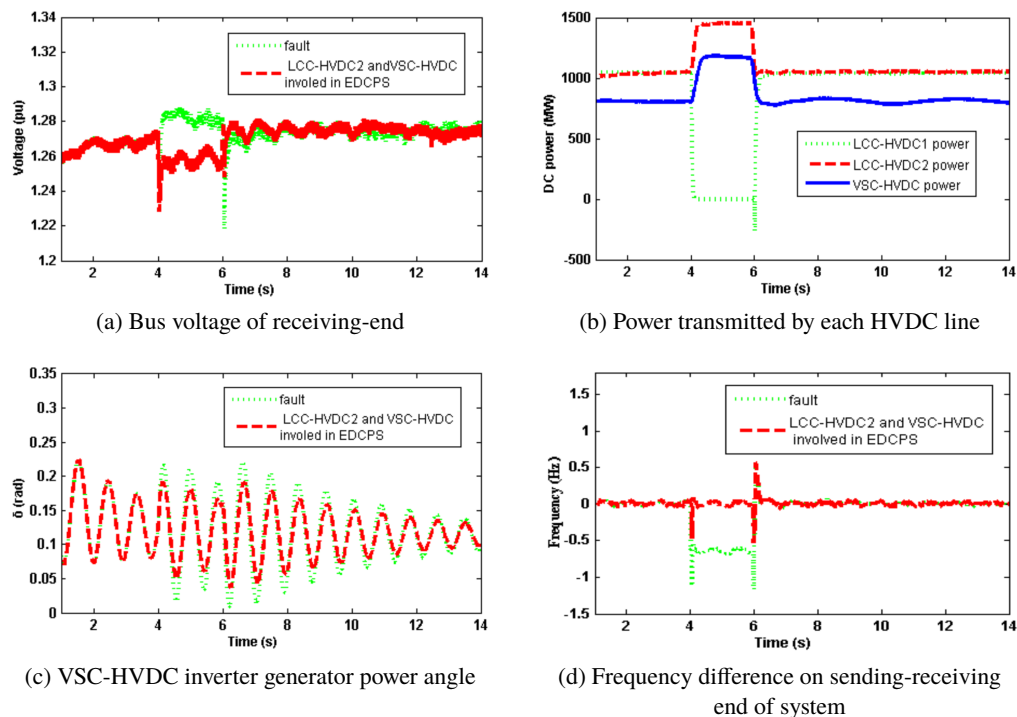 1.34
1.32
1.3
1.28
1.26
1.24
1.22
1.2
Voltage (pu)
fault
LCC-HVDC2 andVSC-HVDC
involed in EDCPS
2 4 6 8 10 12 14
Time (s)
(a) Bus voltage of receiving-end
1500
1000
500
0
-500
DC power (MW)
LCC-HVDC1 power
LCC-HVDC2 power
VSC-HVDC power
2 4 6 8 10 12 14
Time (s)
(b) Power transmitted by each HVDC line
0.35
0.3
0.25
0.2
0.15
0.1
0.05
0
δ (rad)
fault
LCC-HVDC2 and VSC-HVDC
involed in EDCPS
2 4 6 8 10 12 14
Time (s)
(c) VSC-HVDC inverter generator power angle
1.5
1
0.5
0
-0.5
-1
-1.5
Frequency (Hz)
fault
LCC-HVDC2 and VSC-HVDC
involved in EDCPS
2 4 6 8 10 12 14
Time (s)
(d) Frequency difference on sending-receiving
end of system